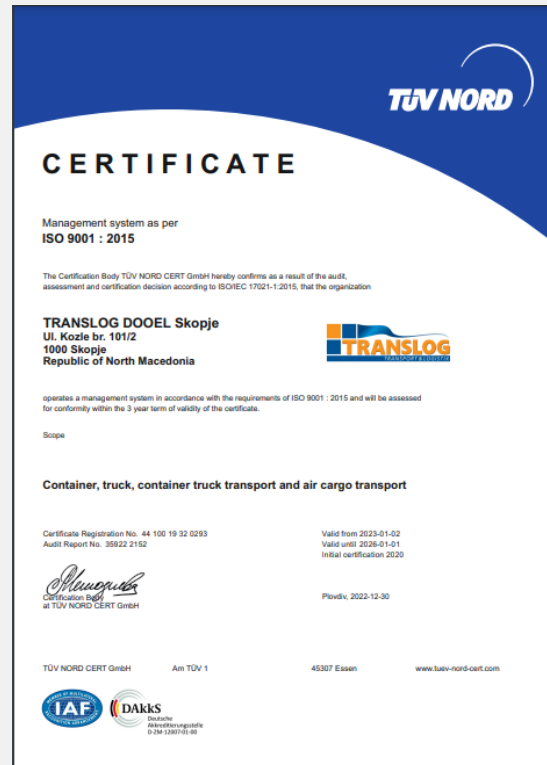 TÜV NORD
CERTIFICATE
Management system as per
ISO 9001 : 2015
The Certification Body TÜV NORD CERT GmbH hereby confirms as a result of the audit,
assessment and certification decision according to ISO/IEC 17021-1:2015, that the organization
TRANSLOG DOOEL Skopje
Ul. Kozle br. 101/2
1000 Skopje
Republic of North Macedonia
TRANSLOG
TRANSPORT & LOGISTIC
operates a management system in accordance with the requirements of ISO 9001 : 2015 and will be assessed
for conformity within the 3 year term of validity of the certificate.
Scope
Container, truck, container truck transport and air cargo transport
Certificate Registration No. 44 100 19 32 0293
Audit Report No. 35922 2152
Valid from 2023-01-02
Valid until 2026-01-01
Initial certification 2020
Certification Body
at TÜV NORD CERT GmbH
Plovdiv, 2022-12-30
TÜV NORD CERT GmbH Am TÜV 1 45307 Essen www.tuev-nord-cert.com
IAF
DAkkS
Deutsche
Akkreditierungsstelle
D-ZM-12007-01-00